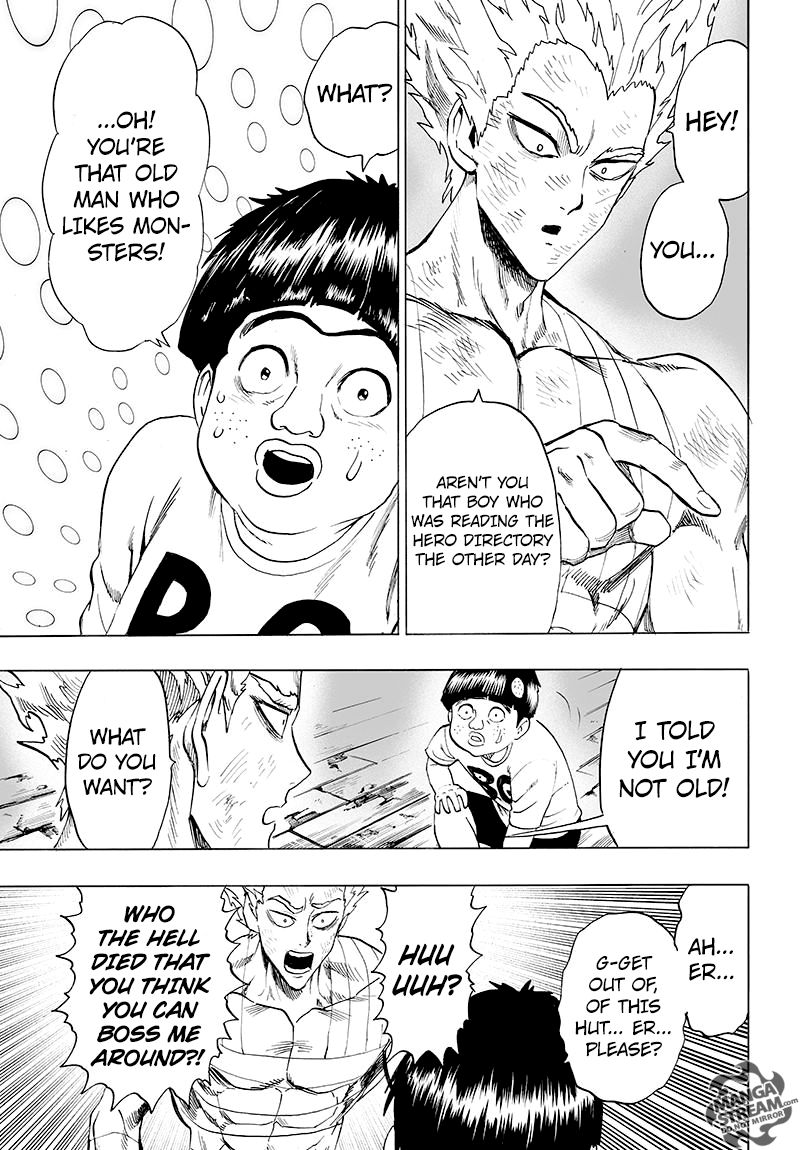 HEY!
YOU...
AREN'T YOU
THAT BOY WHO
WAS READING THE
HERO DIRECTORY
THE OTHER DAY?
WHAT?
...OH!
YOU'RE
THAT OLD
MAN WHO
LIKES MON-
STERS!
I TOLD
YOU I'M
NOT OLD!
WHAT
DO YOU
WANT?
AH...
ER...
G-GET
OUT OF,
OF THIS
HUT... ER...
PLEASE?
HUU
UUH?
WHO
THE HELL
DIED THAT
YOU THINK
YOU CAN
BOSS ME
AROUND?!
MANGA
STREAM.com
DO NOT MIRROR